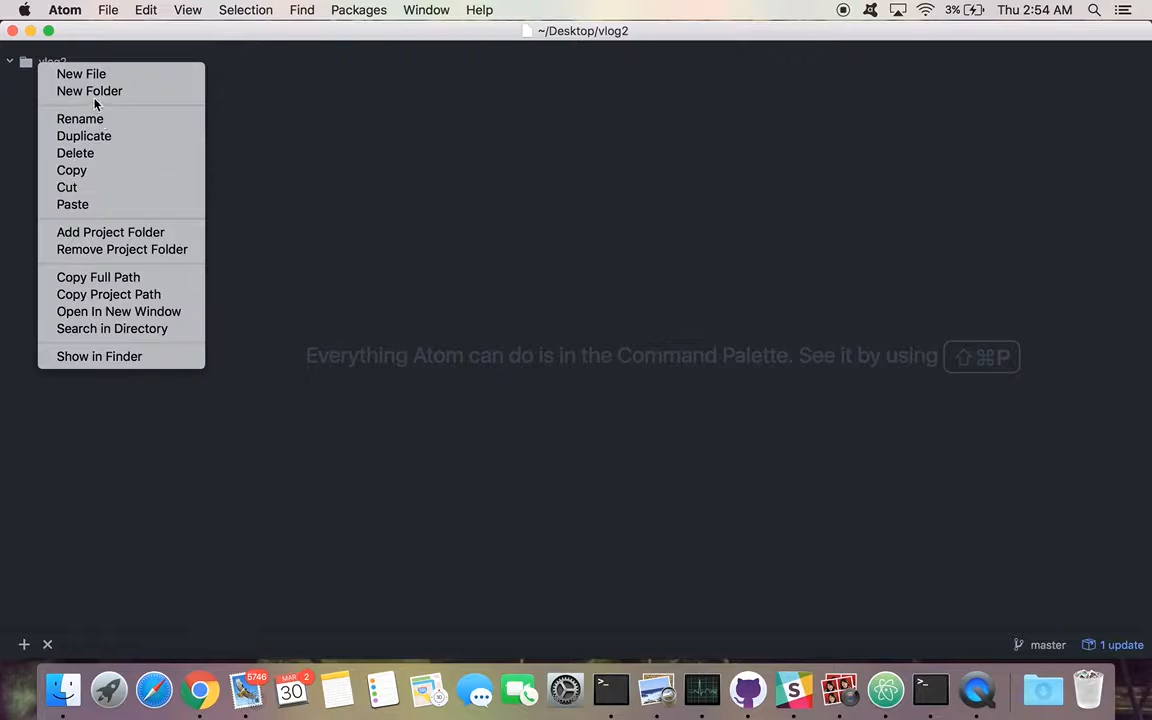 Atom File Edit View Selection Find Packages Window Help 3% Thu 2:54 AM
~/Desktop/vlog2
vlog2
New File
New Folder
Rename
Duplicate
Delete
Copy
Cut
Paste
Add Project Folder
Remove Project Folder
Copy Full Path
Copy Project Path
Open In New Window
Search in Directory
Show in Finder
Everything Atom can do is in the Command Palette. See it by using ⇧⌘P
master 1 update
5746
MAR 2
30